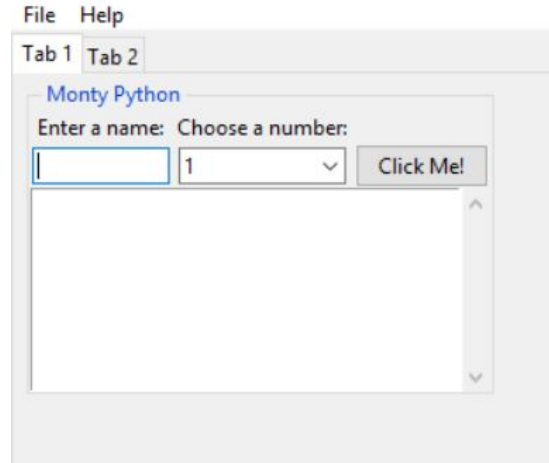 File Help
Tab 1 Tab 2
Monty Python
Enter a name: Choose a number:
1 Click Me!